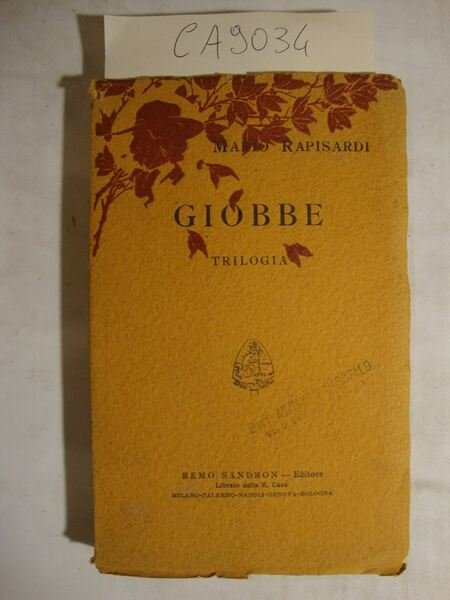 CA9034
MARIO RAPISARDI
GIOBBE
TRILOGIA
REMO SANDRON — Editore
Libraio della R. Casa
MILANO-PALERMO-NAPOLI-GENOVA-BOLOGNA